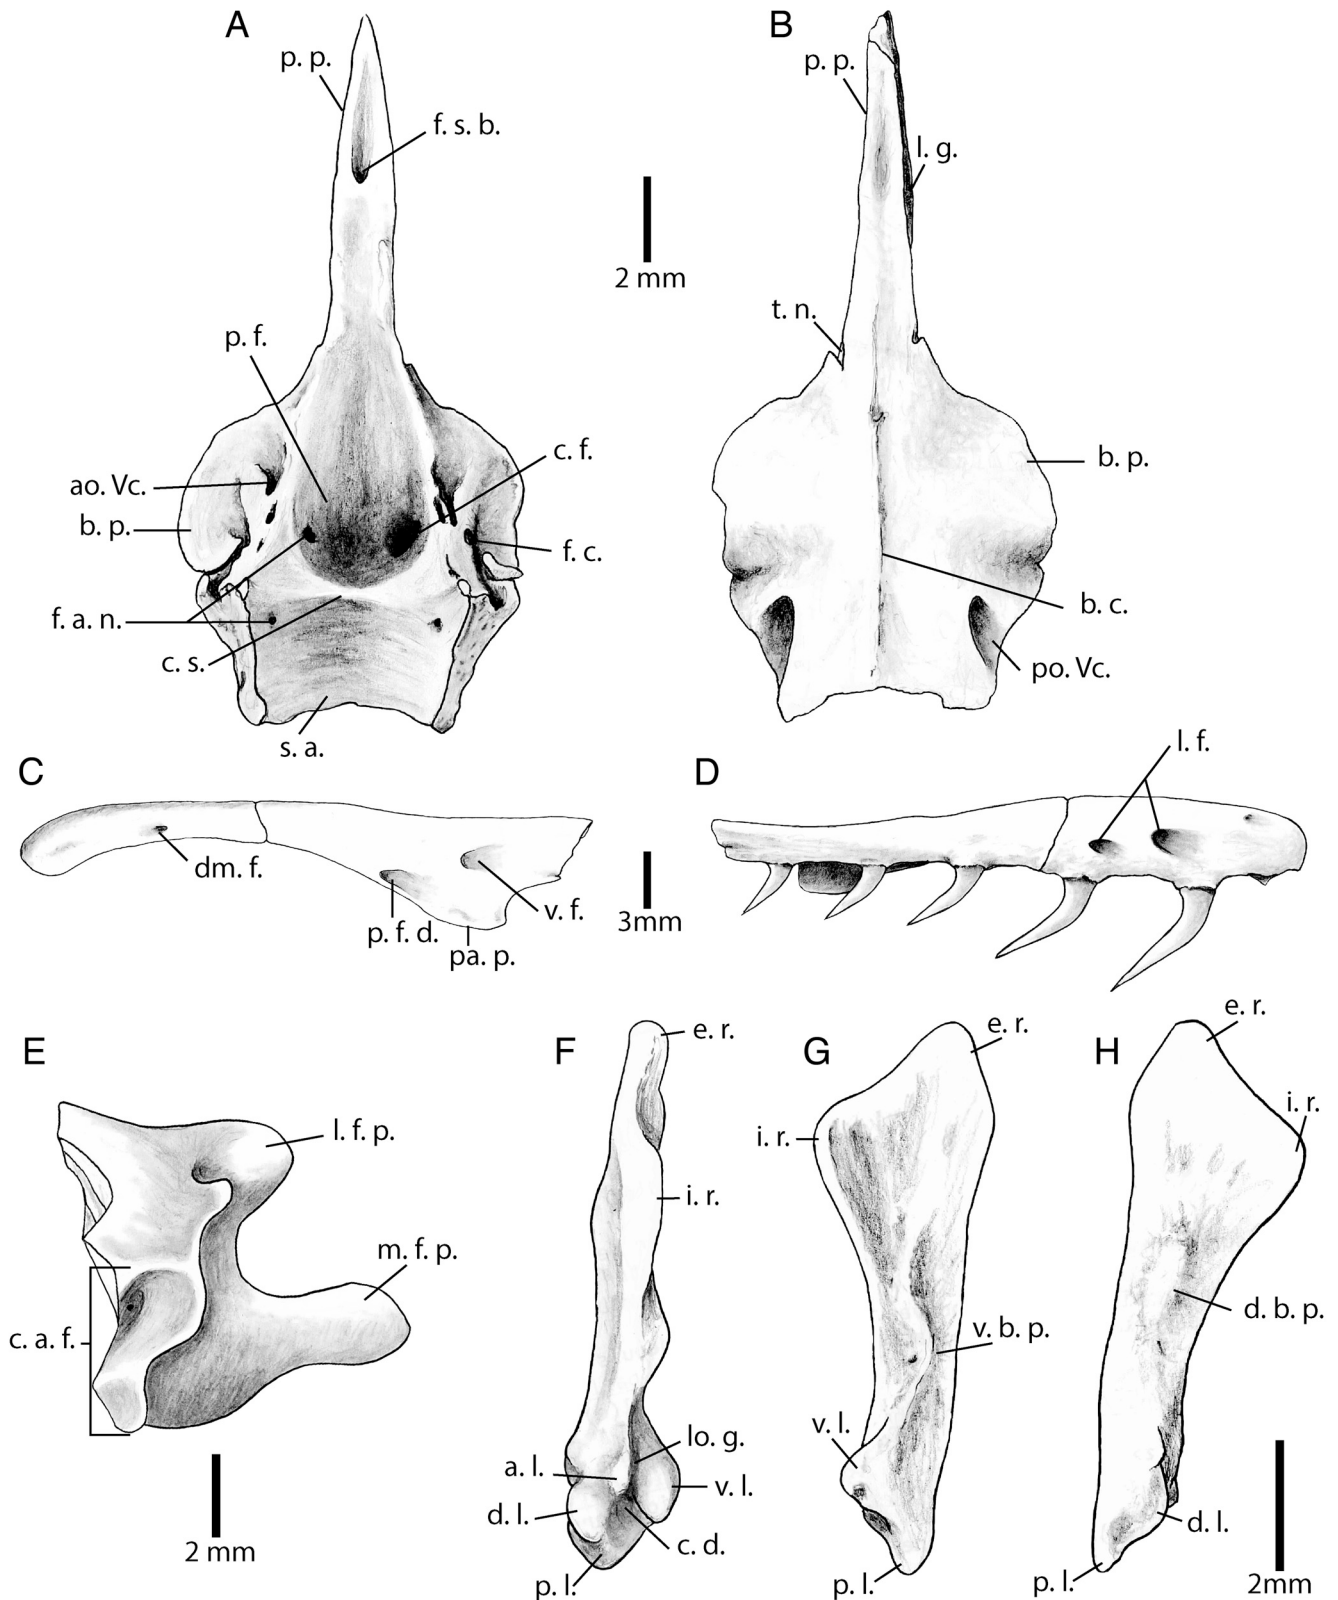 A
p. p.
f. s. b.
p. f.
c. f.
ao. Vc.
b. p.
f. c.
f. a. n.
c. s.
s. a.
2 mm
B
p. p.
l. g.
t. n.
b. p.
b. c.
po. Vc.
C
dm. f.
p. f. d.
v. f.
pa. p.
3mm
D
l. f.
E
l. f. p.
m. f. p.
c. a. f.
2 mm
F
e. r.
i. r.
lo. g.
a. l.
v. l.
d. l.
c. d.
p. l.
G
e. r.
i. r.
v. b. p.
v. l.
p. l.
H
e. r.
i. r.
d. b. p.
d. l.
p. l.
2mm